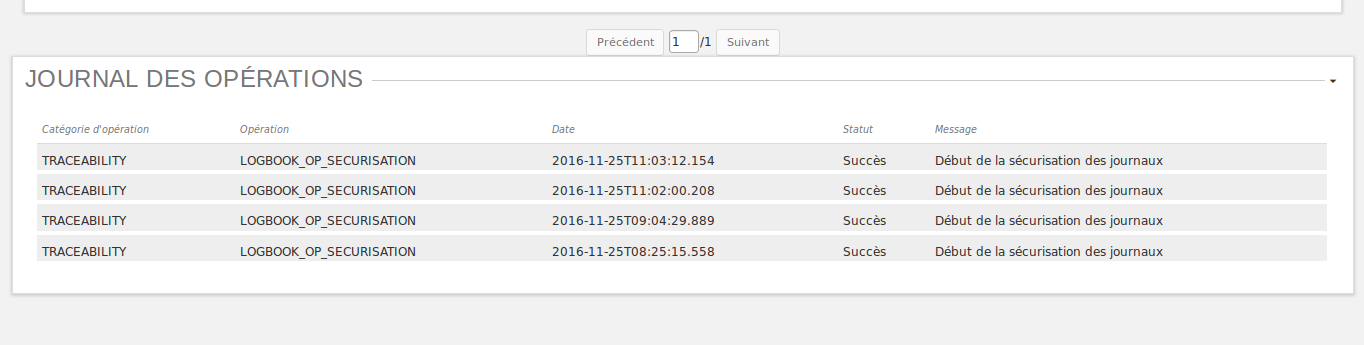 Précédent 1 /1 Suivant
JOURNAL DES OPÉRATIONS
Catégorie d'opération Opération Date Statut Message
TRACEABILITY LOGBOOK_OP_SECURISATION 2016-11-25T11:03:12.154 Succès Début de la sécurisation des journaux
TRACEABILITY LOGBOOK_OP_SECURISATION 2016-11-25T11:02:00.208 Succès Début de la sécurisation des journaux
TRACEABILITY LOGBOOK_OP_SECURISATION 2016-11-25T09:04:29.889 Succès Début de la sécurisation des journaux
TRACEABILITY LOGBOOK_OP_SECURISATION 2016-11-25T08:25:15.558 Succès Début de la sécurisation des journaux